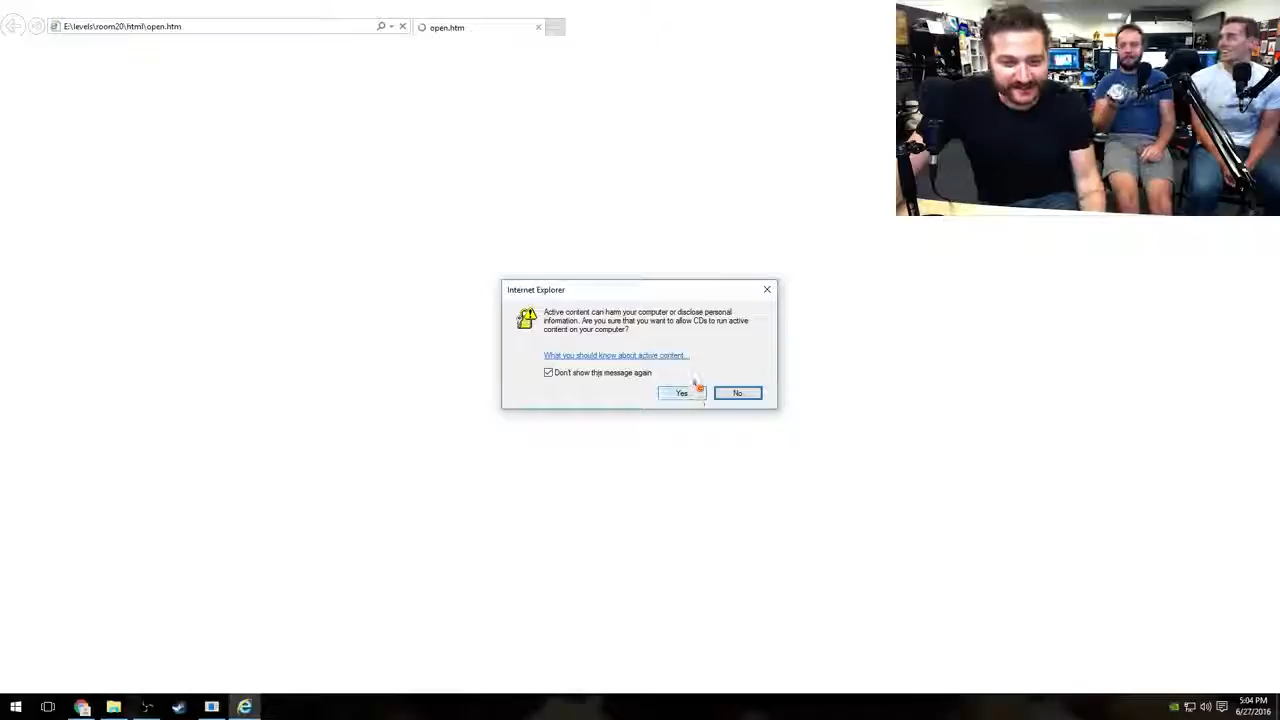 E:\levels\room20\html\open.htm
open.htm
Internet Explorer
Active content can harm your computer or disclose personal
information. Are you sure that you want to allow CDs to run active
content on your computer?
What you should know about active content...
Don't show this message again
Yes
No
5:04 PM
6/27/2016